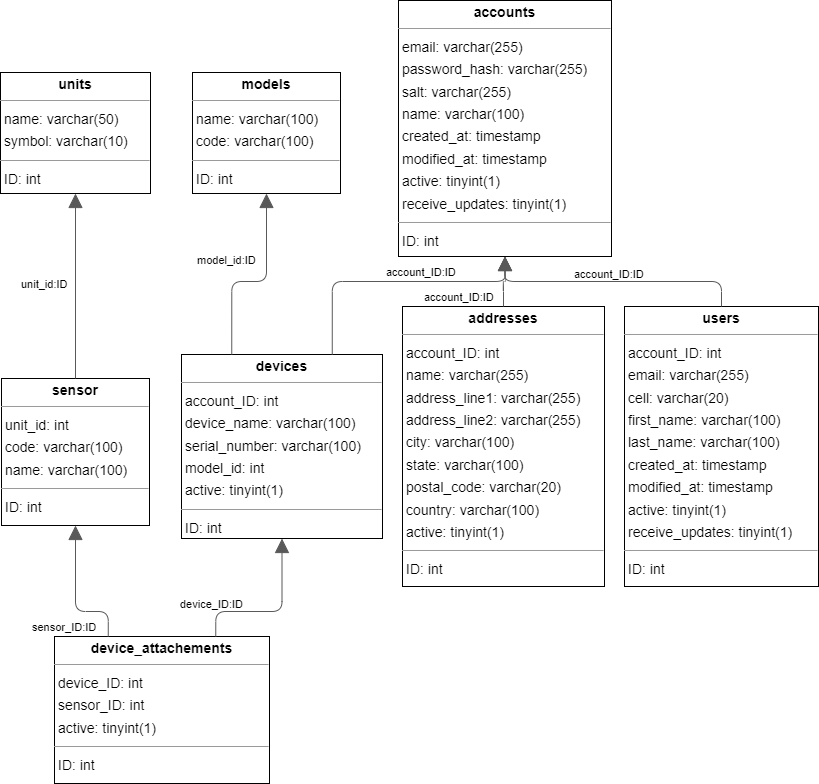 accounts
email: varchar(255)
password_hash: varchar(255)
salt: varchar(255)
name: varchar(100)
created_at: timestamp
modified_at: timestamp
active: tinyint(1)
receive_updates: tinyint(1)
ID: int
units
name: varchar(50)
symbol: varchar(10)
ID: int
models
name: varchar(100)
code: varchar(100)
ID: int
unit_id:ID
model_id:ID
account_ID:ID
account_ID:ID
account_ID:ID
sensor
unit_id: int
code: varchar(100)
name: varchar(100)
ID: int
devices
account_ID: int
device_name: varchar(100)
serial_number: varchar(100)
model_id: int
active: tinyint(1)
ID: int
addresses
account_ID: int
name: varchar(255)
address_line1: varchar(255)
address_line2: varchar(255)
city: varchar(100)
state: varchar(100)
postal_code: varchar(20)
country: varchar(100)
active: tinyint(1)
ID: int
users
account_ID: int
email: varchar(255)
cell: varchar(20)
first_name: varchar(100)
last_name: varchar(100)
created_at: timestamp
modified_at: timestamp
active: tinyint(1)
receive_updates: tinyint(1)
ID: int
sensor_ID:ID
device_ID:ID
device_attachements
device_ID: int
sensor_ID: int
active: tinyint(1)
ID: int